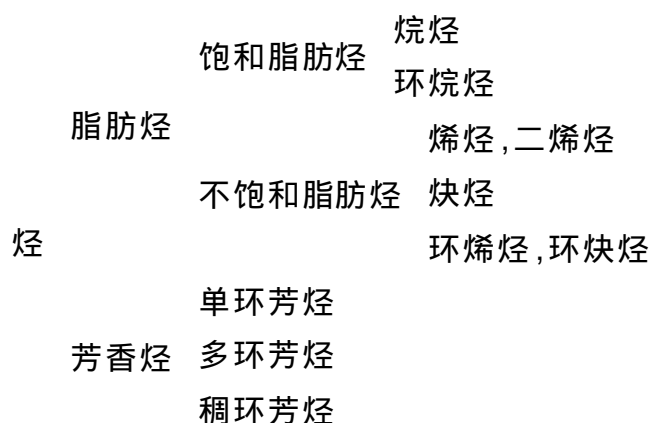 烷烃
饱和脂肪烃
环烷烃
脂肪烃
烯烃,二烯烃
不饱和脂肪烃 炔烃
烃
环烯烃,环炔烃
单环芳烃
芳香烃 多环芳烃
稠环芳烃